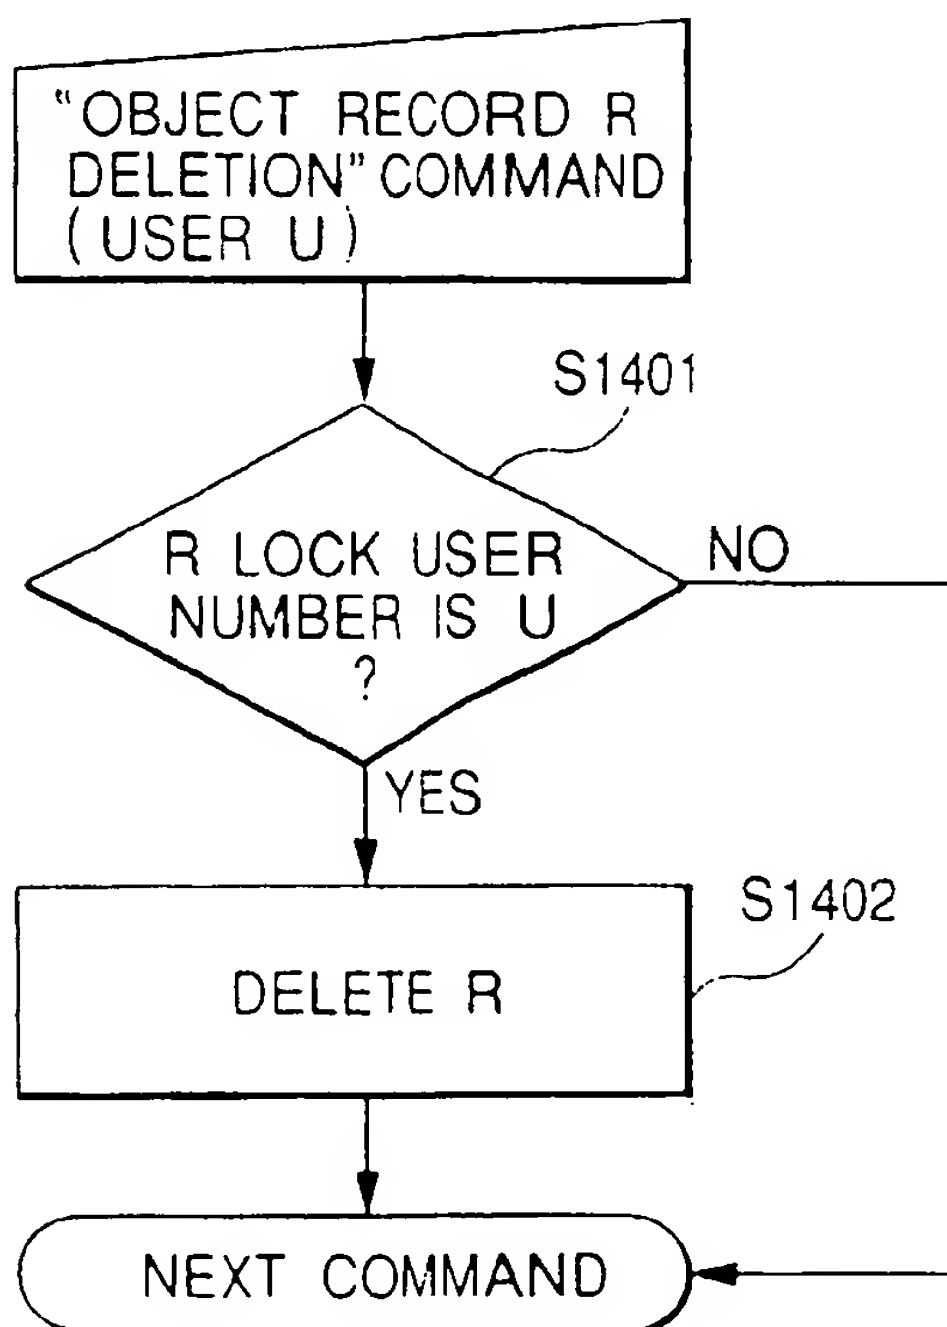 “OBJECT RECORD R
DELETION” COMMAND
(USER U)
S1401
R LOCK USER
NUMBER IS U
?
NO
YES
S1402
DELETE R
NEXT COMMAND